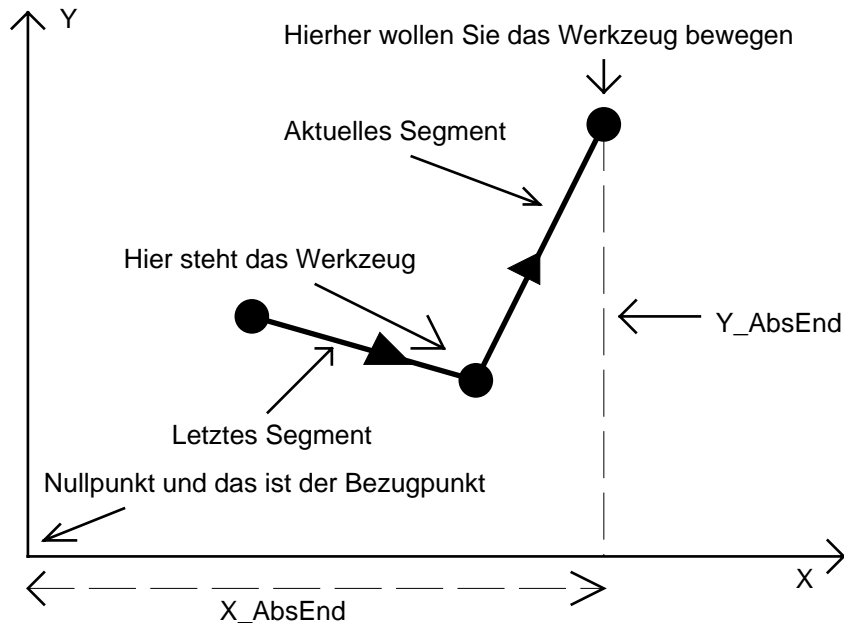 Y
Hierher wollen Sie das Werkzeug bewegen
Aktuelles Segment
Hier steht das Werkzeug
Y_AbsEnd
Letztes Segment
Nullpunkt und das ist der Bezugpunkt
X
X_AbsEnd